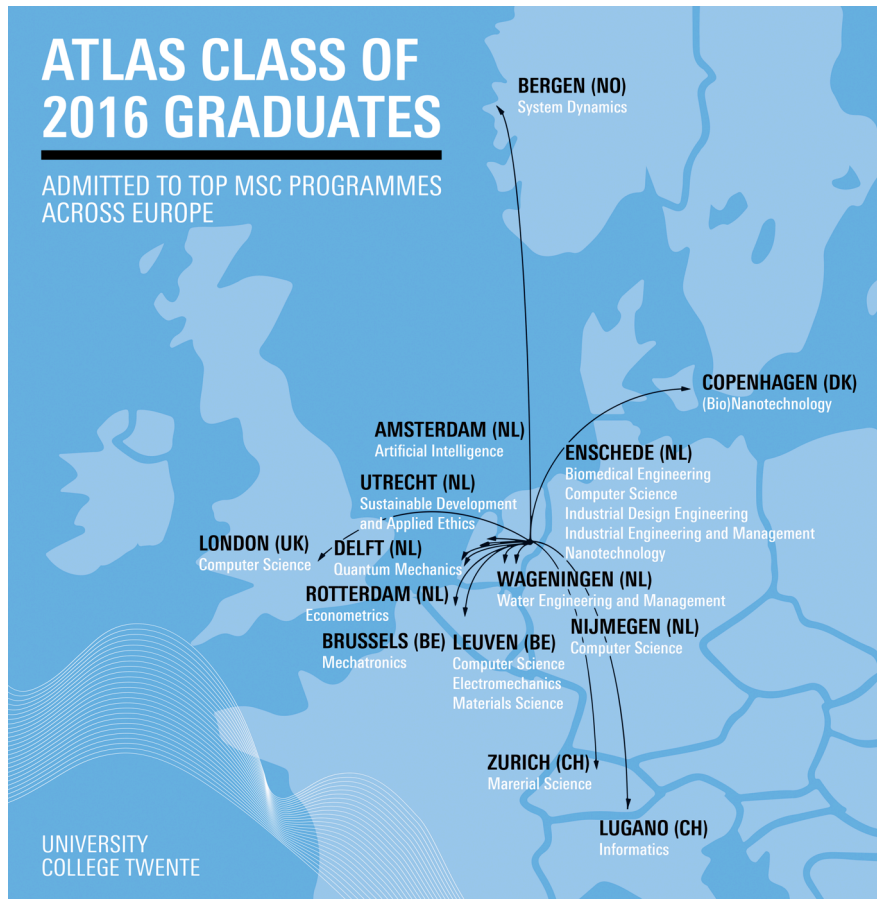 ATLAS CLASS OF
2016 GRADUATES
ADMITTED TO TOP MSC PROGRAMMES
ACROSS EUROPE
BERGEN (NO)
System Dynamics
COPENHAGEN (DK)
(Bio)Nanotechnology
AMSTERDAM (NL)
Artificial Intelligence
ENSCHEDE (NL)
Biomedical Engineering
Computer Science
Industrial Design Engineering
Industrial Engineering and Management
Nanotechnology
UTRECHT (NL)
Sustainable Development
and Applied Ethics
LONDON (UK)
Computer Science
DELFT (NL)
Quantum Mechanics
WAGENINGEN (NL)
Water Engineering and Management
ROTTERDAM (NL)
Econometrics
NIJMEGEN (NL)
Computer Science
BRUSSELS (BE)
Mechatronics
LEUVEN (BE)
Computer Science
Electromechanics
Materials Science
ZURICH (CH)
Marerial Science
LUGANO (CH)
Informatics
UNIVERSITY
COLLEGE TWENTE